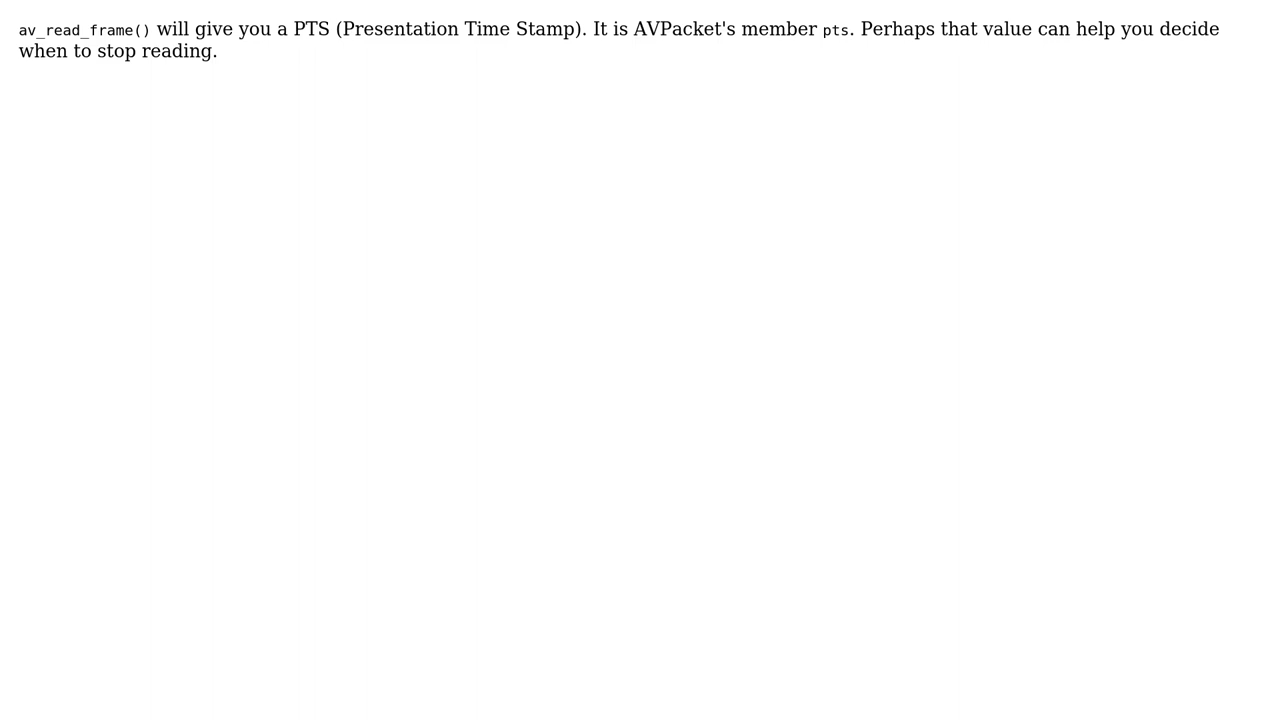 av_read_frame() will give you a PTS (Presentation Time Stamp). It is AVPacket's member pts. Perhaps that value can help you decide
when to stop reading.